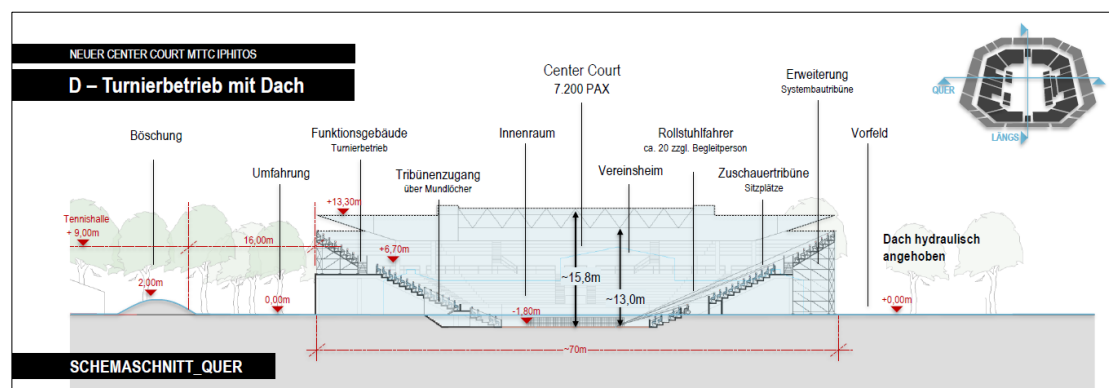 NEUER CENTER COURT MTTC IPHITOS
D – Turnierbetrieb mit Dach
Center Court
7.200 PAX
Erweiterung
Systembautribüne
QUER
LÄNGS
Böschung
Funktionsgebäude
Turnierbetrieb
Innenraum
Rollstuhlfahrer
ca. 20 zzgl. Begleitperson
Vorfeld
Umfahrung
Tribünenzugang
über Mundlöcher
Vereinsheim
Zuschauertribüne
Sitzplätze
+13,30m
Tennishalle
+ 9,00m
16,00m
+6,70m
Dach hydraulisch
angehoben
~15,8m
~13,0m
2,00m
0,00m
-1,80m
+0,00m
~70m
SCHEMASCHNITT_QUER